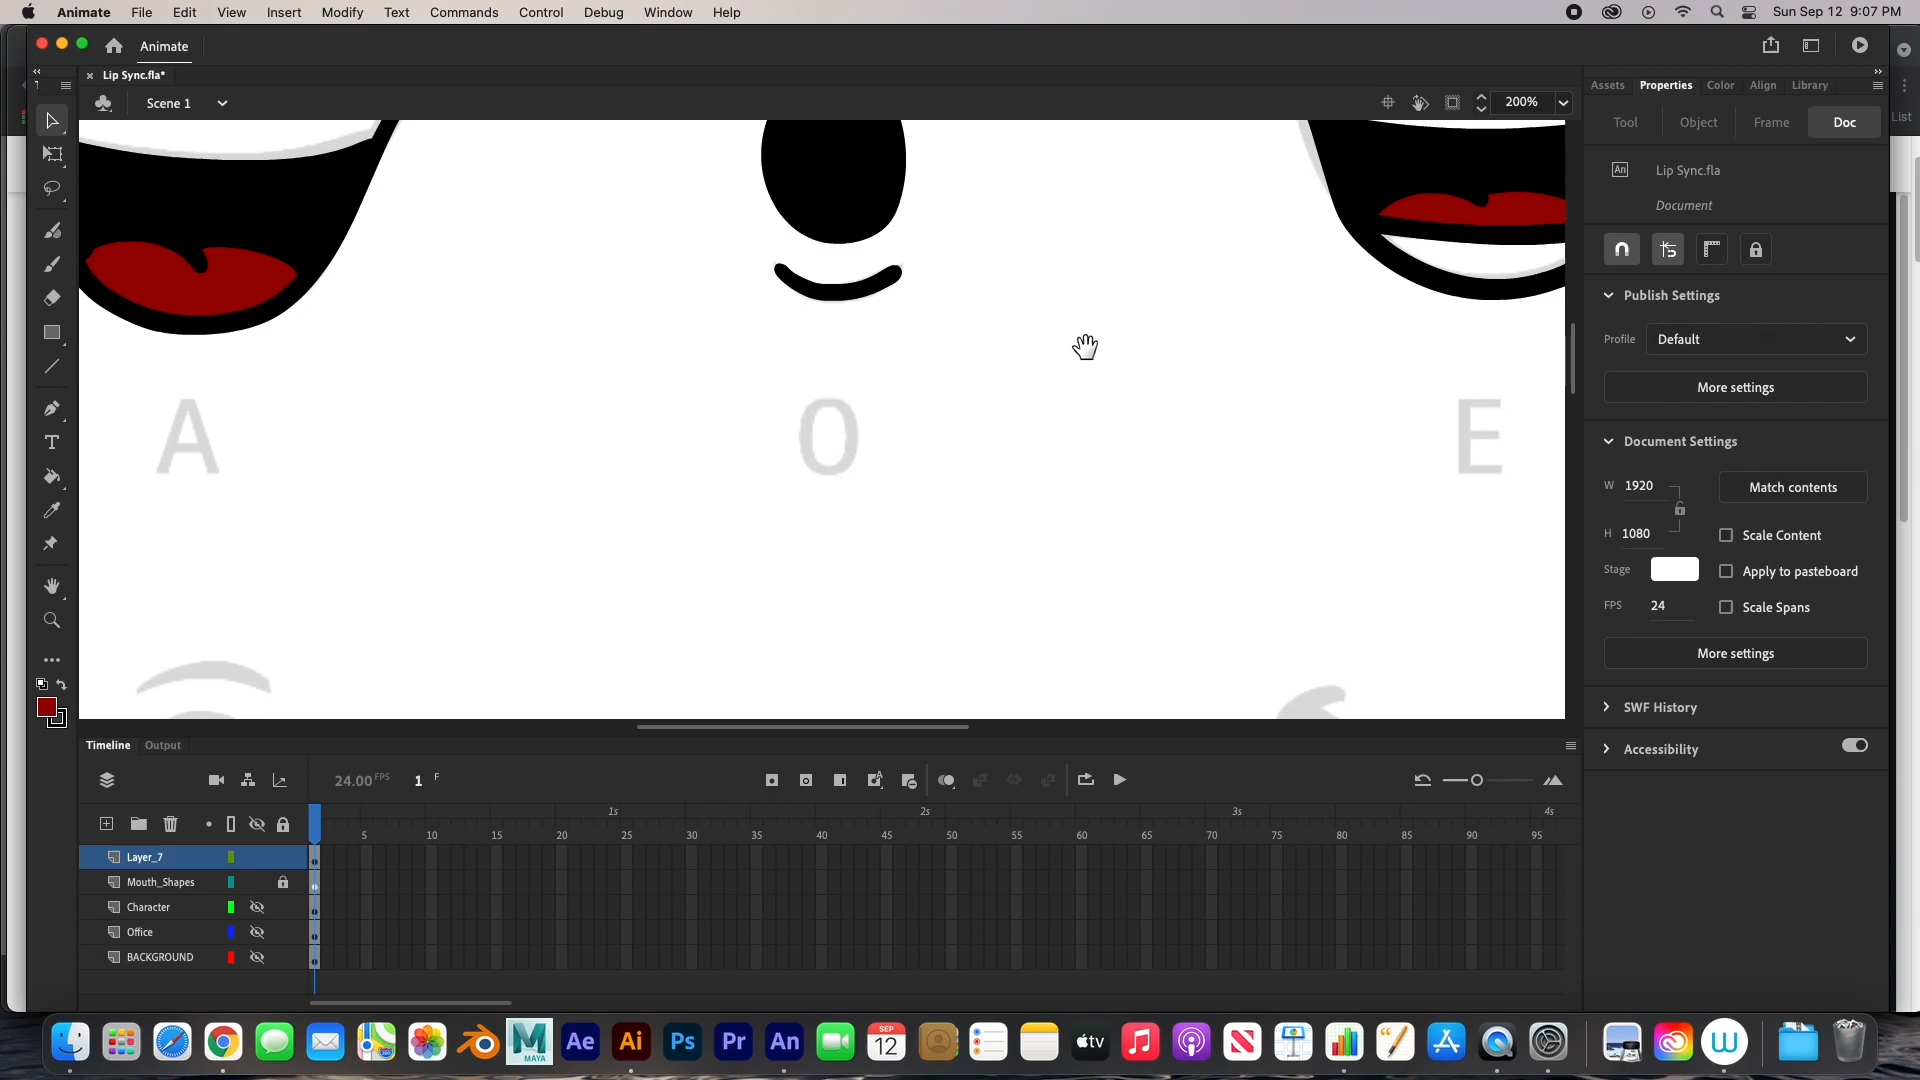 Animate File Edit View Insert Modify Text Commands Control Debug Window Help Sun Sep 12 9:07 PM
Animate
Lip Sync.fla*
Scene 1
200%
A O E
Assets Properties Color Align Library
List
Tool Object Frame Doc
An Lip Sync.fla
Document
Publish Settings
Profile Default
More settings
Document Settings
W 1920 Match contents
H 1080 Scale Content
Stage Apply to pasteboard
FPS 24 Scale Spans
More settings
SWF History
Accessibility
Timeline Output
24.00 FPS 1 F
1s 2s 3s 4s
5 10 15 20 25 30 35 40 45 50 55 60 65 70 75 80 85 90 95
Layer_7
Mouth_Shapes
Character
Office
BACKGROUND
MAYA Ae Ai Ps Pr An SEP 12 tv